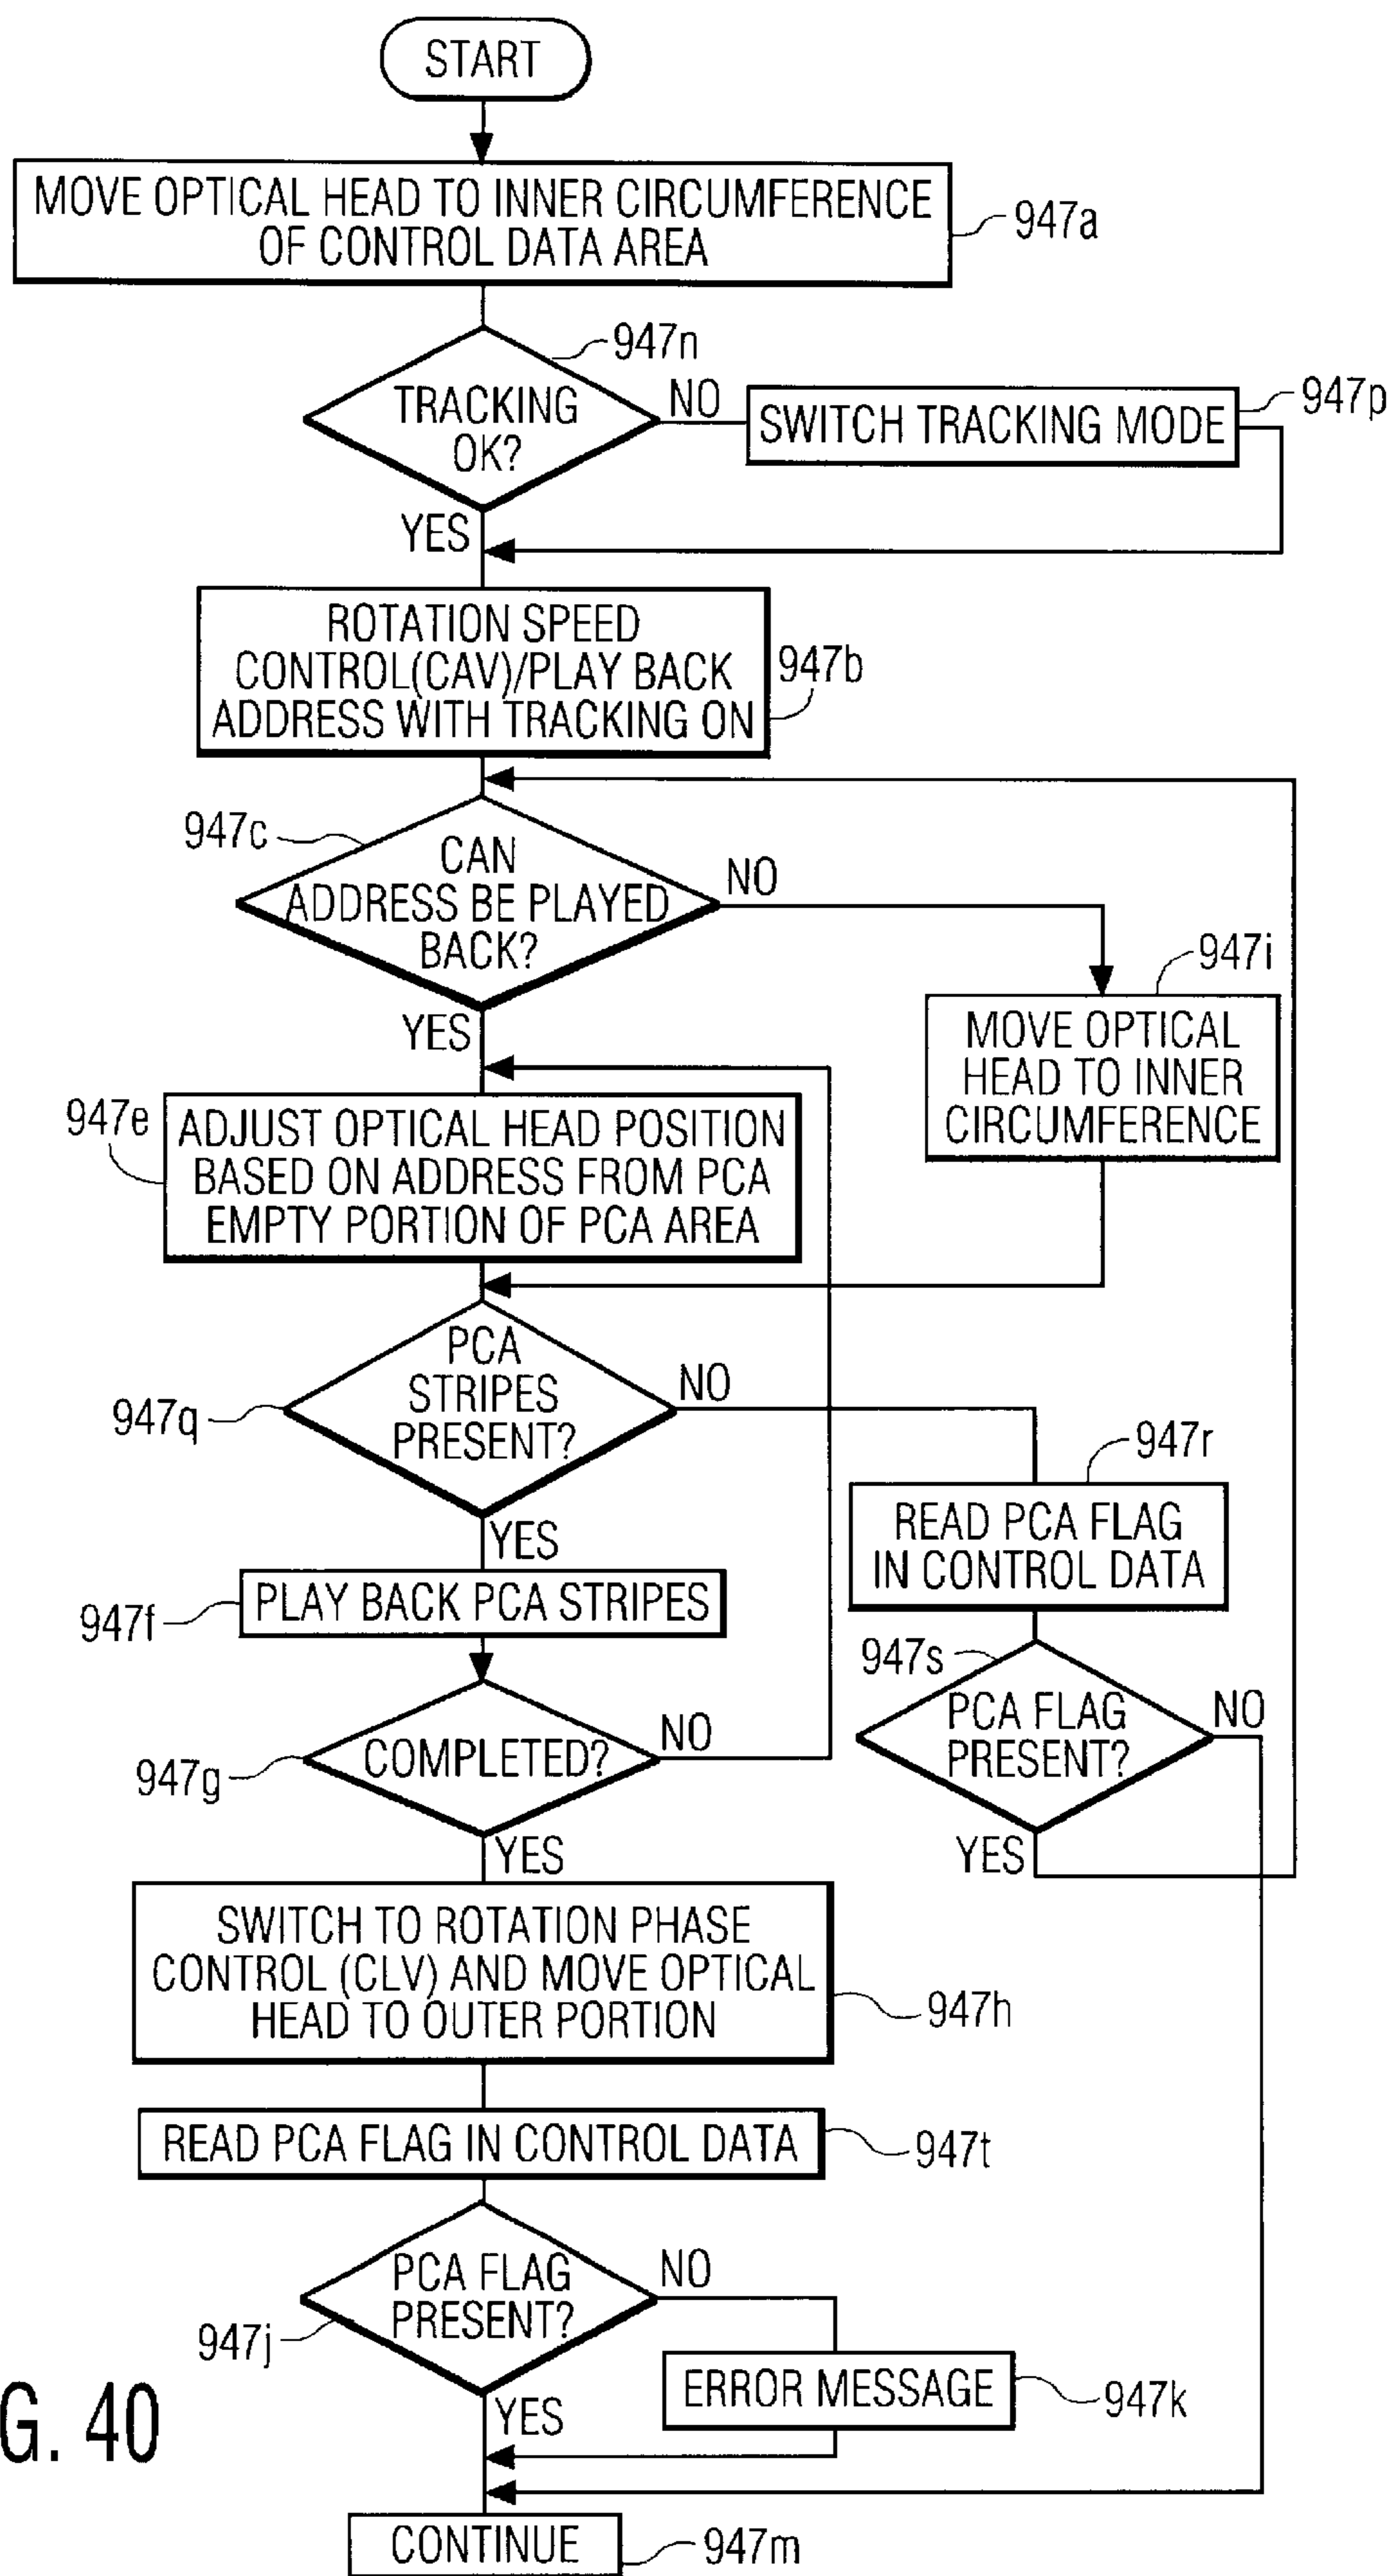 START
MOVE OPTICAL HEAD TO INNER CIRCUMFERENCE
OF CONTROL DATA AREA
947a
947n
TRACKING
OK?
NO
SWITCH TRACKING MODE
947p
YES
ROTATION SPEED
CONTROL(CAV)/PLAY BACK
ADDRESS WITH TRACKING ON
947b
947c
CAN
ADDRESS BE PLAYED
BACK?
NO
947i
MOVE OPTICAL
HEAD TO INNER
CIRCUMFERENCE
YES
947e
ADJUST OPTICAL HEAD POSITION
BASED ON ADDRESS FROM PCA
EMPTY PORTION OF PCA AREA
PCA
STRIPES
PRESENT?
NO
947q
947r
READ PCA FLAG
IN CONTROL DATA
YES
PLAY BACK PCA STRIPES
947f
947s
PCA FLAG
PRESENT?
NO
YES
COMPLETED?
NO
947g
YES
SWITCH TO ROTATION PHASE
CONTROL (CLV) AND MOVE OPTICAL
HEAD TO OUTER PORTION
947h
READ PCA FLAG IN CONTROL DATA
947t
PCA FLAG
PRESENT?
NO
947j
ERROR MESSAGE
947k
YES
G. 40
CONTINUE
947m